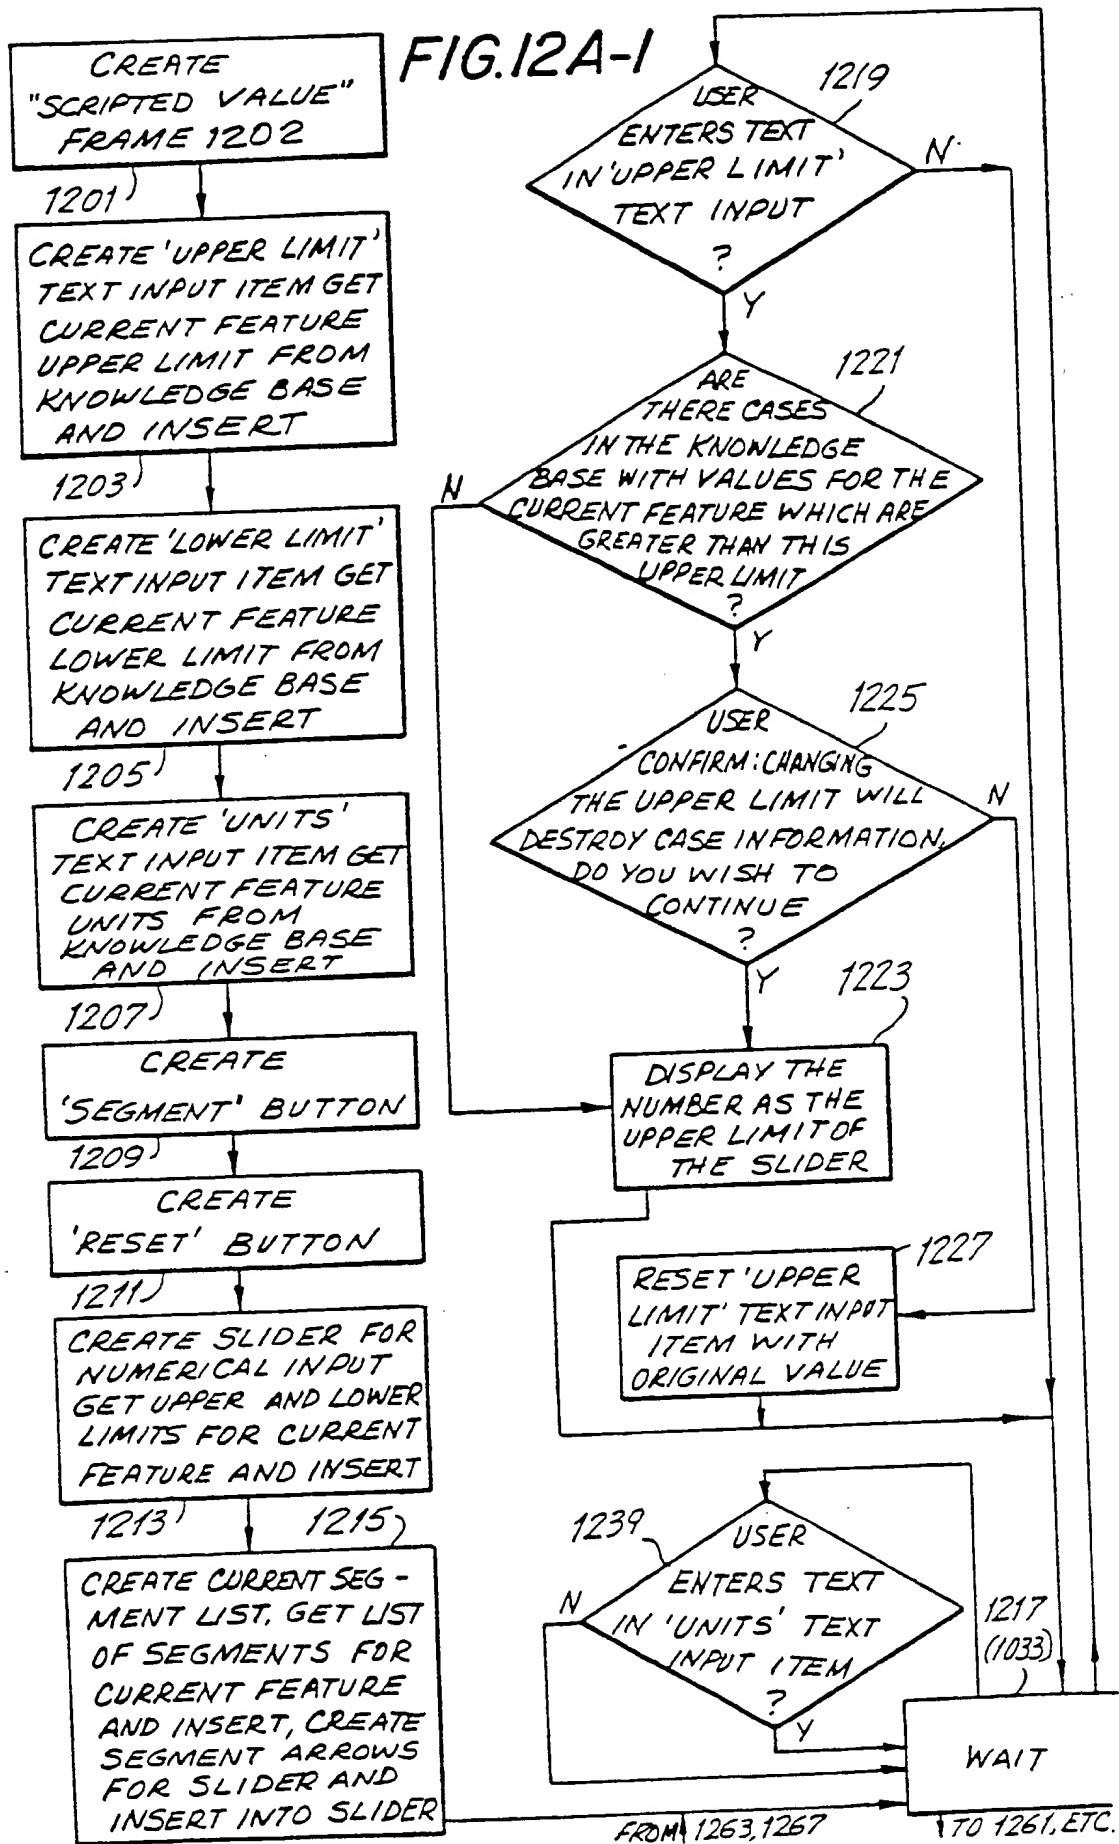 FIG.12A-1
CREATE
"SCRIPTED VALUE"
FRAME 1202
1201
CREATE 'UPPER LIMIT'
TEXT INPUT ITEM GET
CURRENT FEATURE
UPPER LIMIT FROM
KNOWLEDGE BASE
AND INSERT
1203
CREATE 'LOWER LIMIT'
TEXT INPUT ITEM GET
CURRENT FEATURE
LOWER LIMIT FROM
KNOWLEDGE BASE
AND INSERT
1205
CREATE 'UNITS'
TEXT INPUT ITEM GET
CURRENT FEATURE
UNITS FROM
KNOWLEDGE BASE
AND INSERT
1207
CREATE
'SEGMENT' BUTTON
1209
CREATE
'RESET' BUTTON
1211
CREATE SLIDER FOR
NUMERICAL INPUT
GET UPPER AND LOWER
LIMITS FOR CURRENT
FEATURE AND INSERT
1213
1215
CREATE CURRENT SEG-
MENT LIST. GET LIST
OF SEGMENTS FOR
CURRENT FEATURE
AND INSERT, CREATE
SEGMENT ARROWS
FOR SLIDER AND
INSERT INTO SLIDER
1219
USER
ENTERS TEXT
IN 'UPPER LIMIT'
TEXT INPUT
?
N
Y
1221
ARE
THERE CASES
IN THE KNOWLEDGE
BASE WITH VALUES FOR THE
CURRENT FEATURE WHICH ARE
GREATER THAN THIS
UPPER LIMIT
?
N
Y
1225
USER
CONFIRM: CHANGING
THE UPPER LIMIT WILL
DESTROY CASE INFORMATION.
DO YOU WISH TO
CONTINUE
?
N
Y
1223
DISPLAY THE
NUMBER AS THE
UPPER LIMIT OF
THE SLIDER
1227
RESET 'UPPER
LIMIT' TEXT INPUT
ITEM WITH
ORIGINAL VALUE
1239
USER
ENTERS TEXT
IN 'UNITS' TEXT
INPUT ITEM
?
N
Y
1217
(1033)
WAIT
FROM 1263, 1267
TO 1261, ETC.